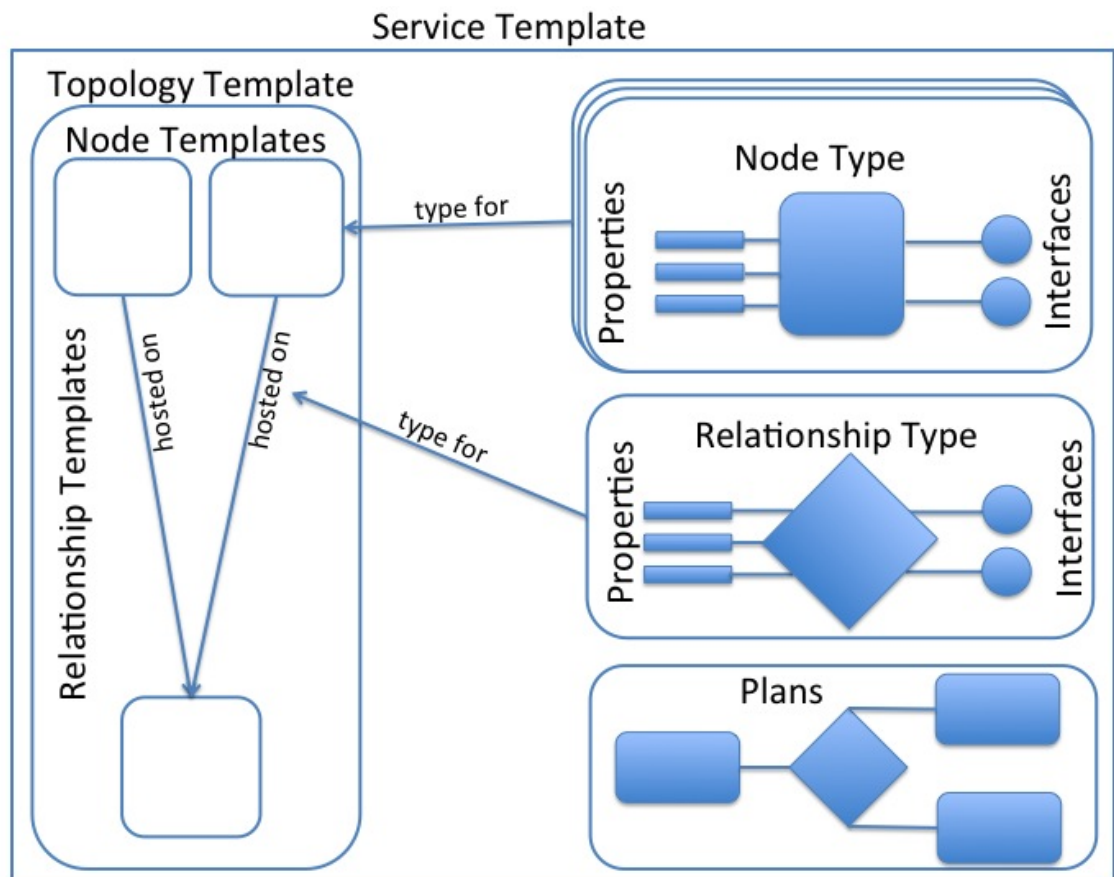 Service Template
Topology Template
Node Templates
Relationship Templates
hosted on
hosted on
type for
type for
Node Type
Properties
Interfaces
Relationship Type
Properties
Interfaces
Plans